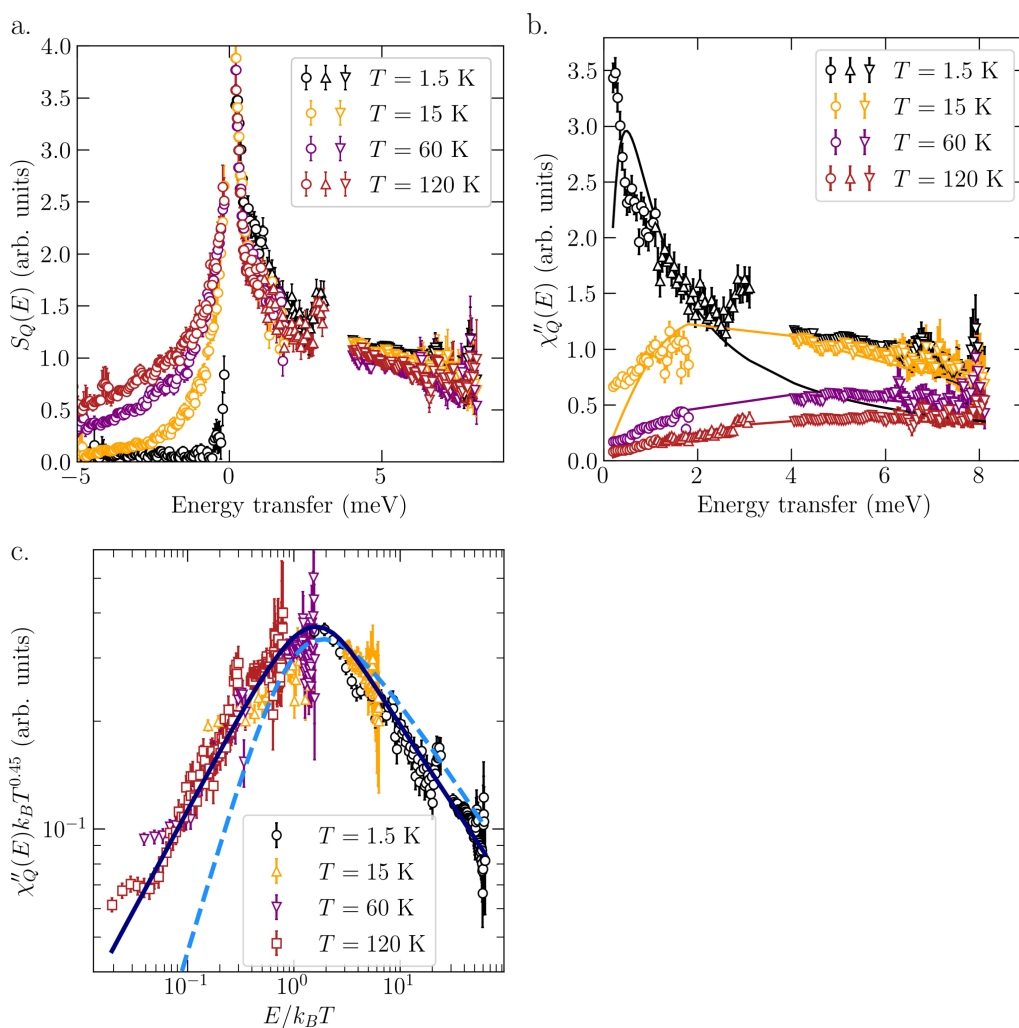 a.
4.0
3.5
3.0
2.5
2.0
1.5
1.0
0.5
0.0
S_Q(E) (arb. units)
−5
0
5
Energy transfer (meV)
T = 1.5 K
T = 15 K
T = 60 K
T = 120 K
b.
3.5
3.0
2.5
2.0
1.5
1.0
0.5
0.0
χ″_Q(E) (arb. units)
0
2
4
6
8
Energy transfer (meV)
T = 1.5 K
T = 15 K
T = 60 K
T = 120 K
c.
10⁻¹
χ″_Q(E)k_BT^0.45 (arb. units)
10⁻¹
10⁰
10¹
E/k_BT
T = 1.5 K
T = 15 K
T = 60 K
T = 120 K